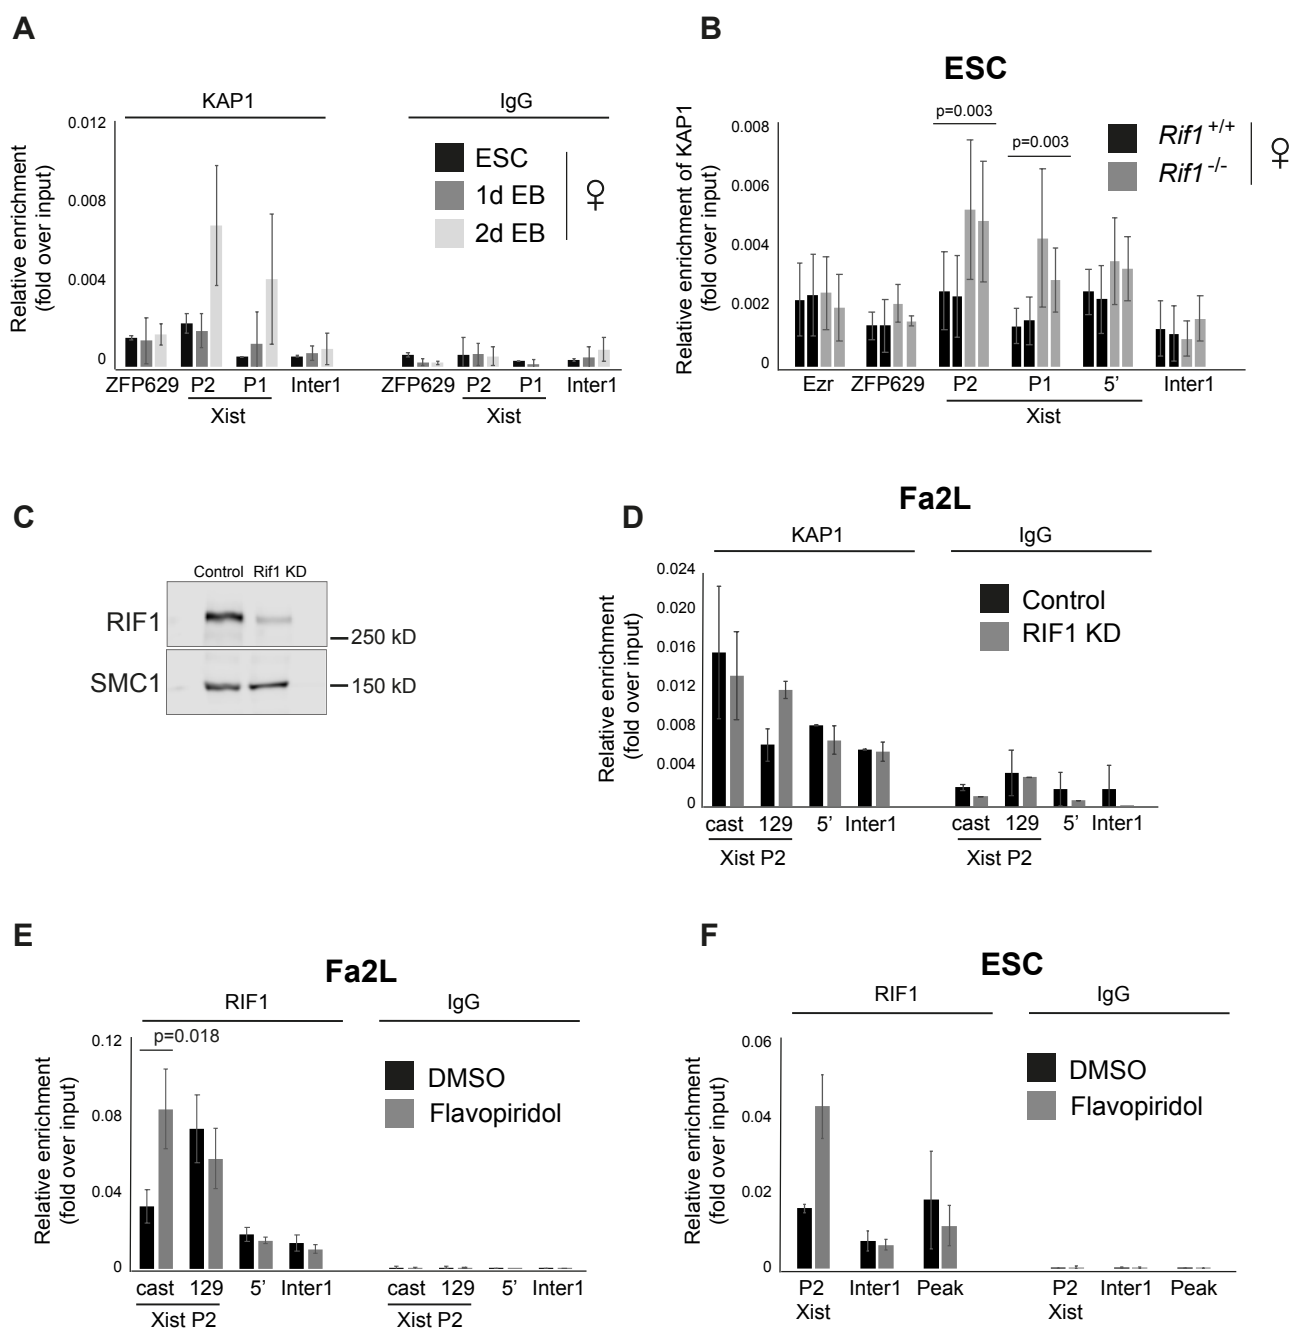 A
KAP1
IgG
Relative enrichment
(fold over input)
0.012
0.008
0.004
0
ESC
1d EB
2d EB
♀
ZFP629 P2 P1 Inter1
Xist
ZFP629 P2 P1 Inter1
Xist
B
ESC
Relative enrichment of KAP1
(fold over input)
0.008
0.006
0.004
0.002
0
p=0.003
p=0.003
Rif1+/+
Rif1-/-
♀
Ezr ZFP629 P2 P1 5’ Inter1
Xist
C
Control Rif1 KD
RIF1
250 kD
SMC1
150 kD
D
Fa2L
KAP1
IgG
Relative enrichment
(fold over input)
0.024
0.020
0.016
0.012
0.008
0.004
0
Control
RIF1 KD
cast 129 5’ Inter1
Xist P2
cast 129 5’ Inter1
Xist P2
E
Fa2L
RIF1
IgG
p=0.018
Relative enrichment
(fold over input)
0.12
0.08
0.04
0
DMSO
Flavopiridol
cast 129 5’ Inter1
Xist P2
cast 129 5’ Inter1
Xist P2
F
ESC
RIF1
IgG
Relative enrichment
(fold over input)
0.06
0.04
0.02
0
DMSO
Flavopiridol
P2 Inter1 Peak
Xist
P2 Inter1 Peak
Xist